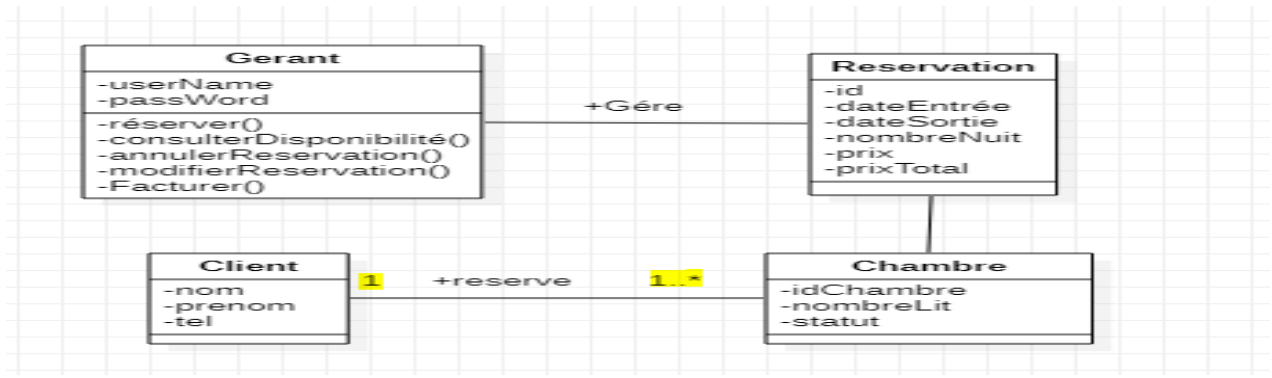 Gerant
-userName
-passWord
-réserver()
-consulterDisponibilité()
-annulerReservation()
-modifierReservation()
-Facturer()
+Gére
Reservation
-id
-dateEntrée
-dateSortie
-nombreNuit
-prix
-prixTotal
Client
-nom
-prenom
-tel
1 +reserve 1..*
Chambre
-idChambre
-nombreLit
-statut